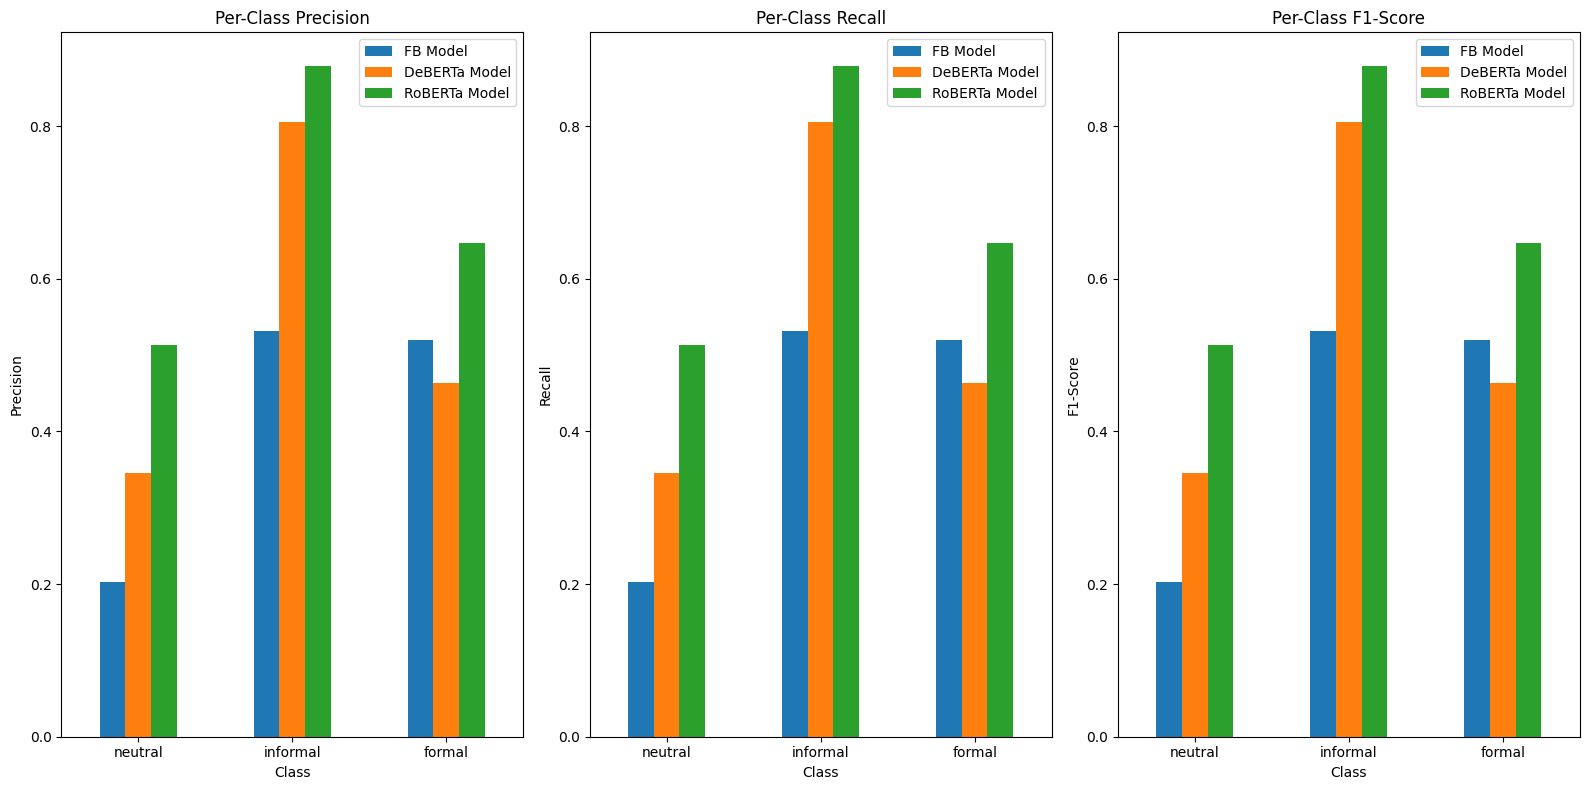 Per-Class Precision
FB Model
DeBERTa Model
RoBERTa Model
0.8
0.6
0.4
0.2
0.0
Precision
neutral informal formal
Class
Per-Class Recall
FB Model
DeBERTa Model
RoBERTa Model
0.8
0.6
0.4
0.2
0.0
Recall
neutral informal formal
Class
Per-Class F1-Score
FB Model
DeBERTa Model
RoBERTa Model
0.8
0.6
0.4
0.2
0.0
F1-Score
neutral informal formal
Class